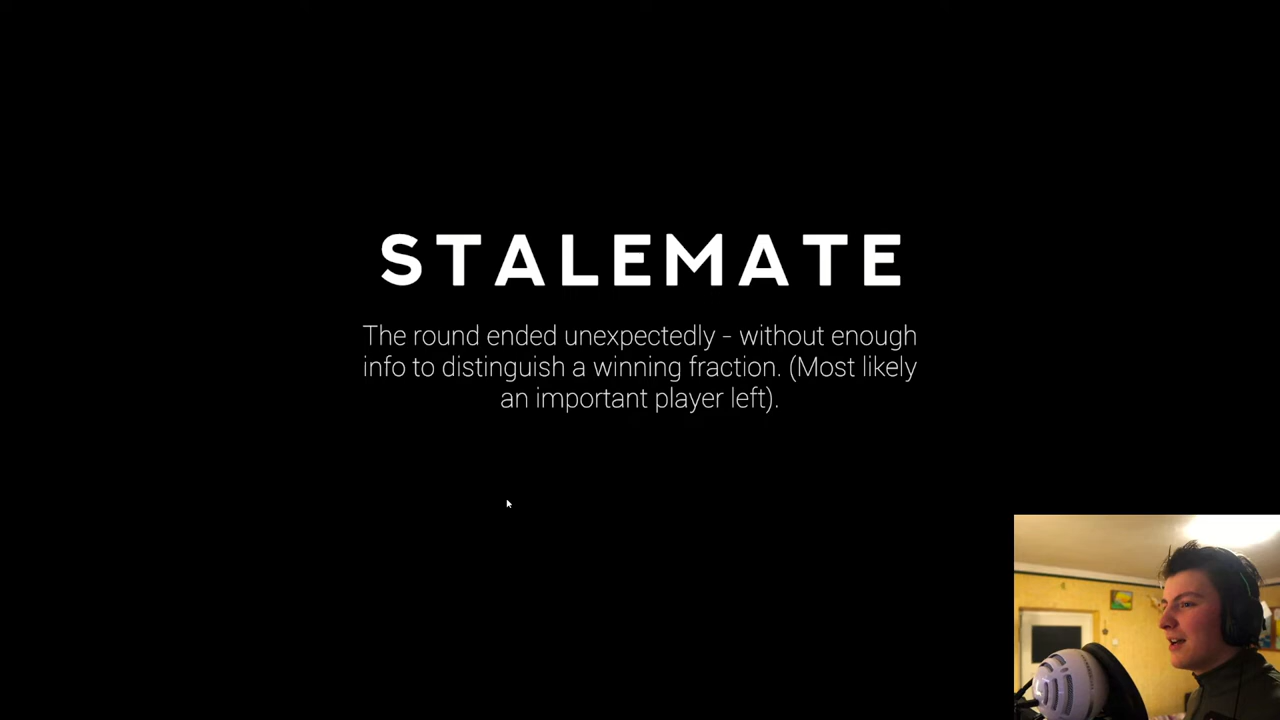 STALEMATE
The round ended unexpectedly - without enough
info to distinguish a winning fraction. (Most likely
an important player left).